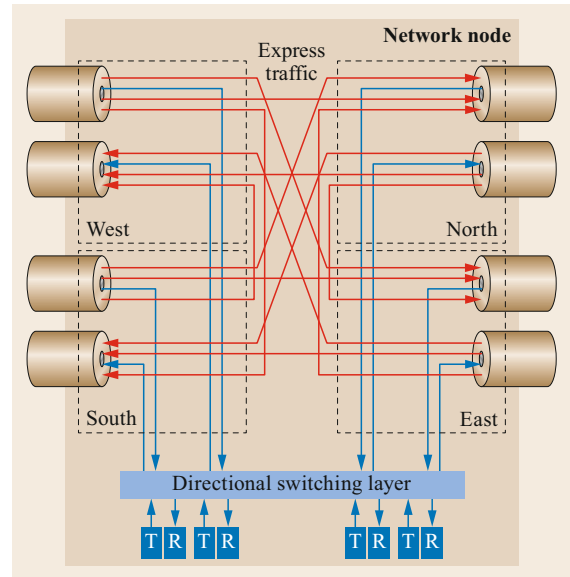 Network node
Express
traffic
West
North
South
East
Directional switching layer
T R T R T R T R